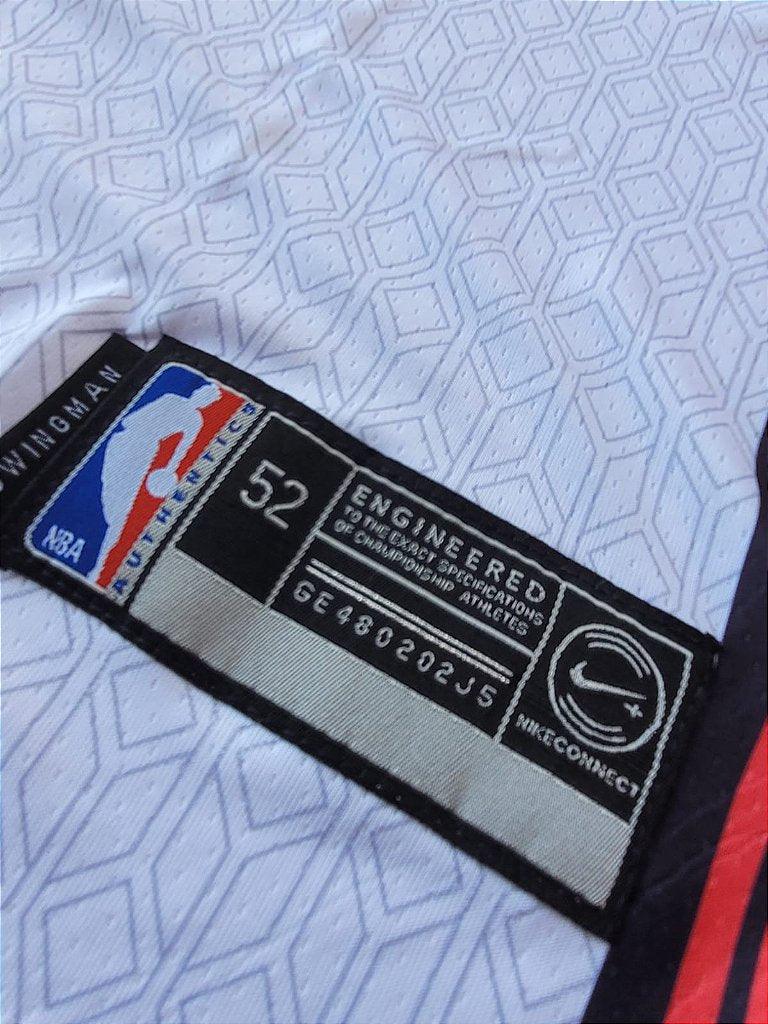 SWINGMAN
NBA
AUTHENTICS
52
ENGINEERED
TO THE EXACT SPECIFICATIONS
OF CHAMPIONSHIP ATHLETES
GE480202J5
NIKECONNECT